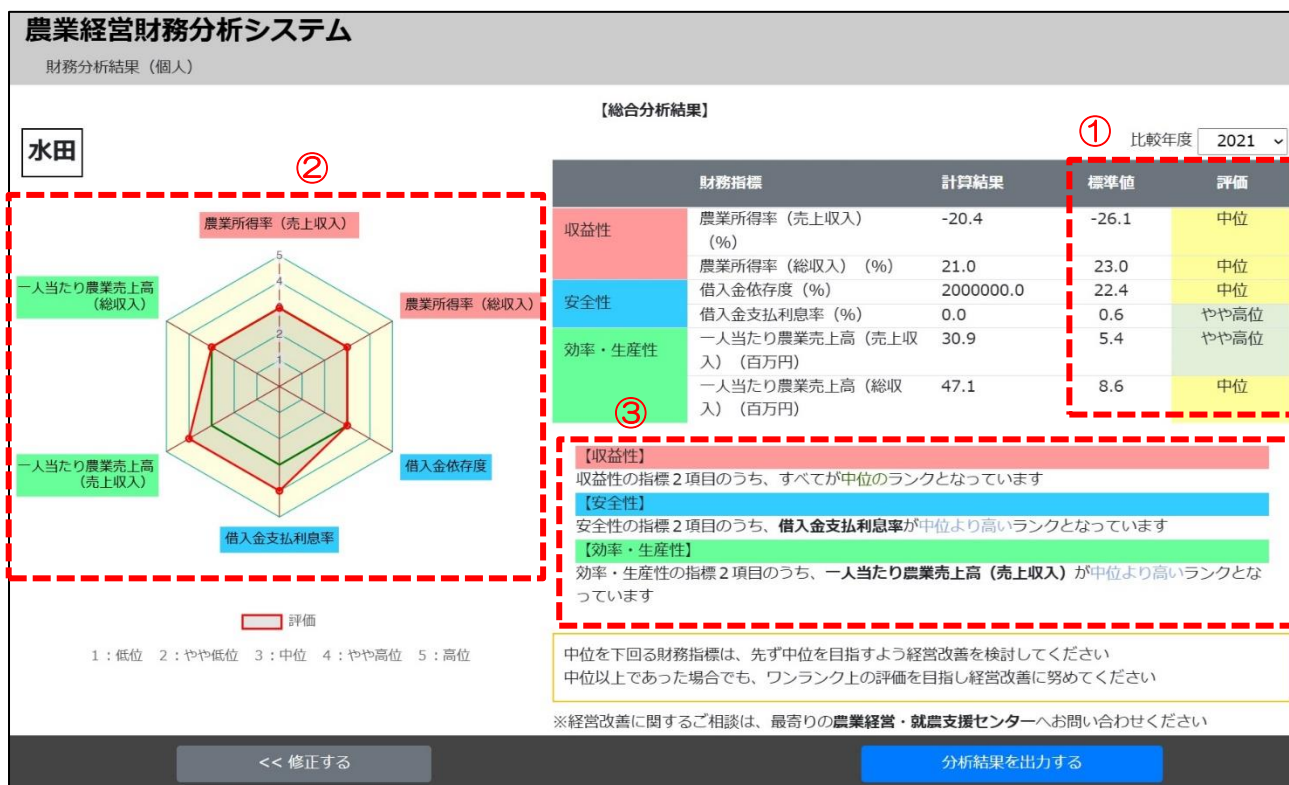 農業経営財務分析システム
財務分析結果（個人）
【総合分析結果】
水田
①
比較年度 2021
②
財務指標 計算結果 標準値 評価
収益性 農業所得率（売上収入） -20.4 -26.1 中位
（%）
農業所得率（総収入）（%） 21.0 23.0 中位
安全性 借入金依存度（%） 2000000.0 22.4 中位
借入金支払利息率（%） 0.0 0.6 やや高位
効率・生産性 一人当たり農業売上高（売上収 30.9 5.4 やや高位
入）（百万円）
一人当たり農業売上高（総収 47.1 8.6 中位
入）（百万円）
農業所得率（売上収入）
5
4
2
1
一人当たり農業売上高
（総収入）
農業所得率（総収入）
一人当たり農業売上高
（売上収入）
借入金依存度
借入金支払利息率
評価
1：低位 2：やや低位 3：中位 4：やや高位 5：高位
③
【収益性】
収益性の指標２項目のうち、すべてが中位のランクとなっています
【安全性】
安全性の指標２項目のうち、借入金支払利息率が中位より高いランクとなっています
【効率・生産性】
効率・生産性の指標２項目のうち、一人当たり農業売上高（売上収入）が中位より高いランクとな
っています
中位を下回る財務指標は、先ず中位を目指すよう経営改善を検討してください
中位以上であった場合でも、ワンランク上の評価を目指し経営改善に努めてください
※経営改善に関するご相談は、最寄りの農業経営・就農支援センターへお問い合わせください
<< 修正する
分析結果を出力する